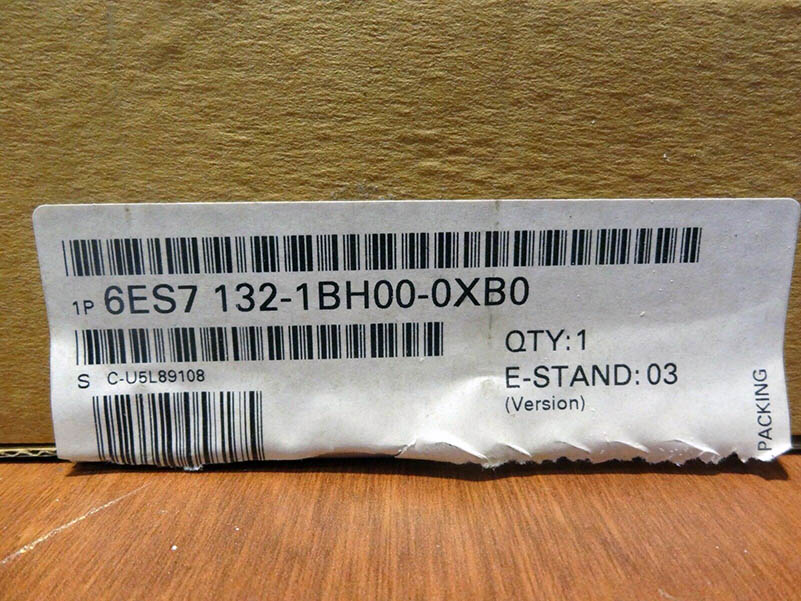 1P 6ES7 132-1BH00-0XB0
S C-U5L89108
QTY:1
E-STAND: 03
(Version)
PACKING